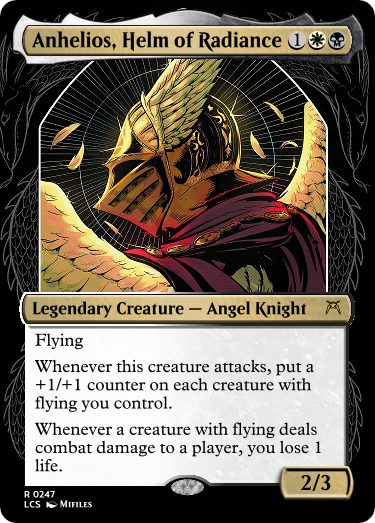 Anhelios, Helm of Radiance 1
Legendary Creature — Angel Knight
Flying
Whenever this creature attacks, put a
+1/+1 counter on each creature with
flying you control.
Whenever a creature with flying deals
combat damage to a player, you lose 1
life.
2/3
R 0247
LCS MIFILES